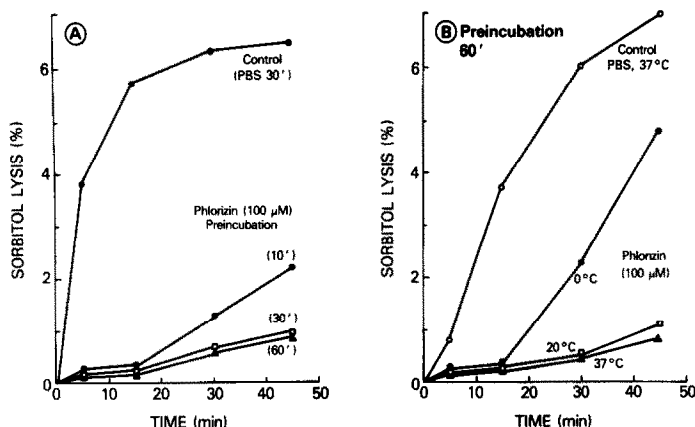 A
Control
(PBS 30')
Phlorizin (100 µM)
Preincubation
(10')
(30')
(60')
SORBITOL LYSIS (%)
6
4
2
0
0 10 20 30 40 50
TIME (min)
B Preincubation
60'
Control
PBS, 37°C
Phlorizin
(100 µM)
0°C
20°C
37°C
SORBITOL LYSIS (%)
6
4
2
0
0 10 20 30 40 50
TIME (min)